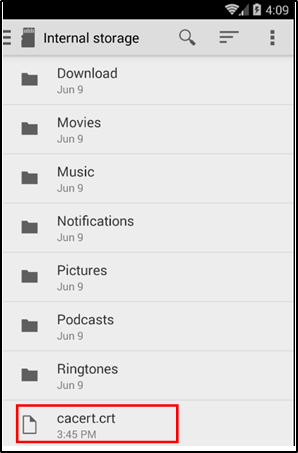 4:09
Internal storage
Download
Jun 9
Movies
Jun 9
Music
Jun 9
Notifications
Jun 9
Pictures
Jun 9
Podcasts
Jun 9
Ringtones
Jun 9
cacert.crt
3:45 PM